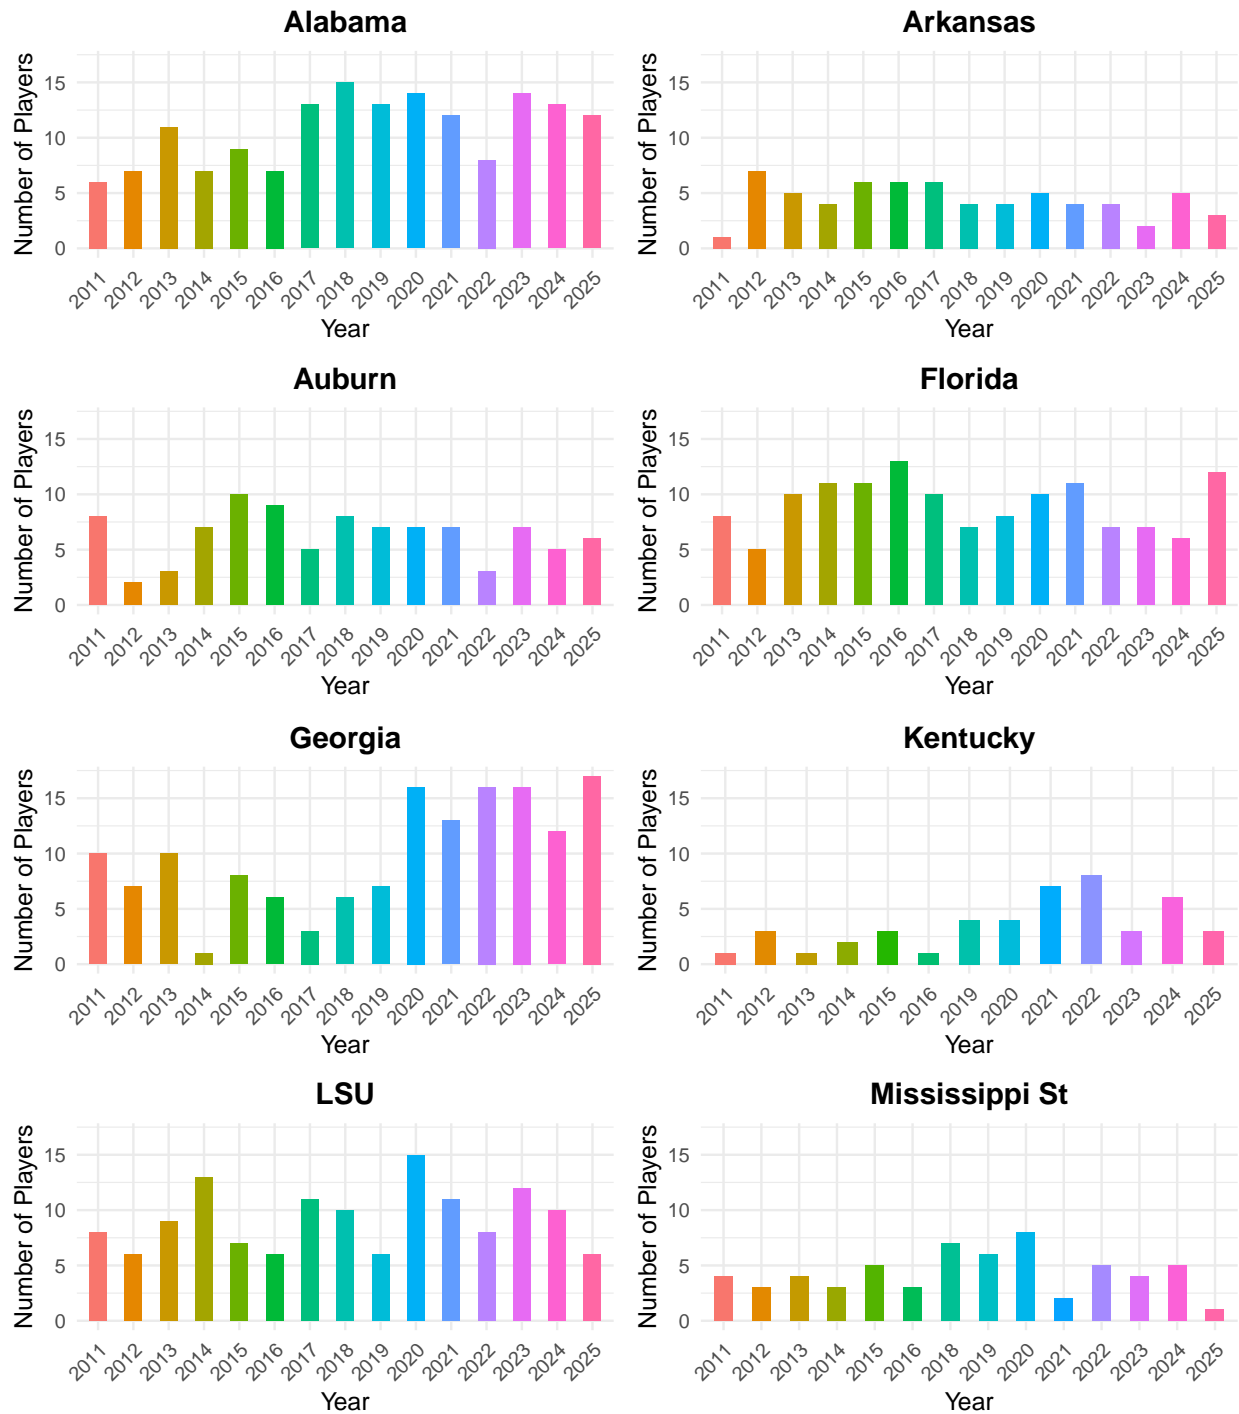 Alabama
Number of Players
15
10
5
0
2011 2012 2013 2014 2015 2016 2017 2018 2019 2020 2021 2022 2023 2024 2025
Year
Arkansas
Number of Players
15
10
5
0
2011 2012 2013 2014 2015 2016 2017 2018 2019 2020 2021 2022 2023 2024 2025
Year
Auburn
Number of Players
15
10
5
0
2011 2012 2013 2014 2015 2016 2017 2018 2019 2020 2021 2022 2023 2024 2025
Year
Florida
Number of Players
15
10
5
0
2011 2012 2013 2014 2015 2016 2017 2018 2019 2020 2021 2022 2023 2024 2025
Year
Georgia
Number of Players
15
10
5
0
2011 2012 2013 2014 2015 2016 2017 2018 2019 2020 2021 2022 2023 2024 2025
Year
Kentucky
Number of Players
15
10
5
0
2011 2012 2013 2014 2015 2016 2019 2020 2021 2022 2023 2024 2025
Year
LSU
Number of Players
15
10
5
0
2011 2012 2013 2014 2015 2016 2017 2018 2019 2020 2021 2022 2023 2024 2025
Year
Mississippi St
Number of Players
15
10
5
0
2011 2012 2013 2014 2015 2016 2018 2019 2020 2021 2022 2023 2024 2025
Year